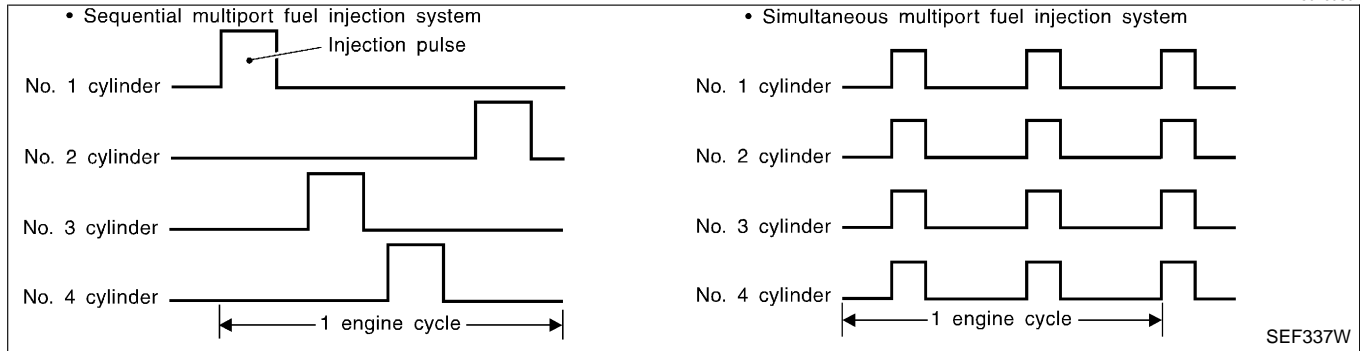 • Sequential multiport fuel injection system
Injection pulse
No. 1 cylinder
No. 2 cylinder
No. 3 cylinder
No. 4 cylinder
1 engine cycle
• Simultaneous multiport fuel injection system
No. 1 cylinder
No. 2 cylinder
No. 3 cylinder
No. 4 cylinder
1 engine cycle
SEF337W